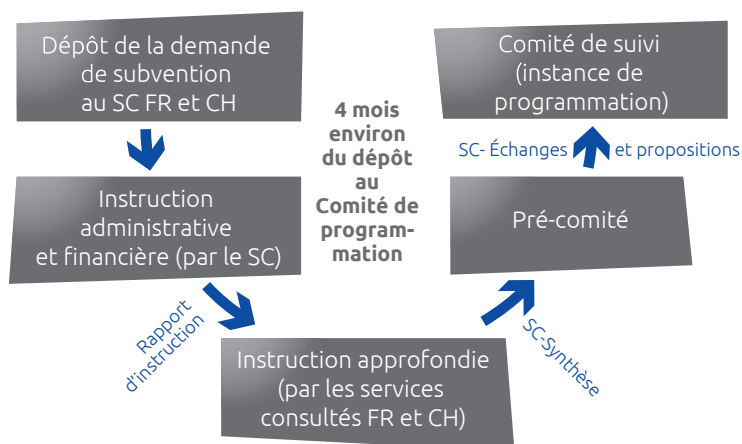 Dépôt de la demande
de subvention
au SC FR et CH
Instruction
administrative
et financière (par le SC)
Rapport
d'instruction
Instruction approfondie
(par les services
consultés FR et CH)
SC-Synthèse
Pré-comité
SC- Échanges et propositions
Comité de suivi
(instance de
programmation)
4 mois
environ
du dépôt
au
Comité de
program-
mation